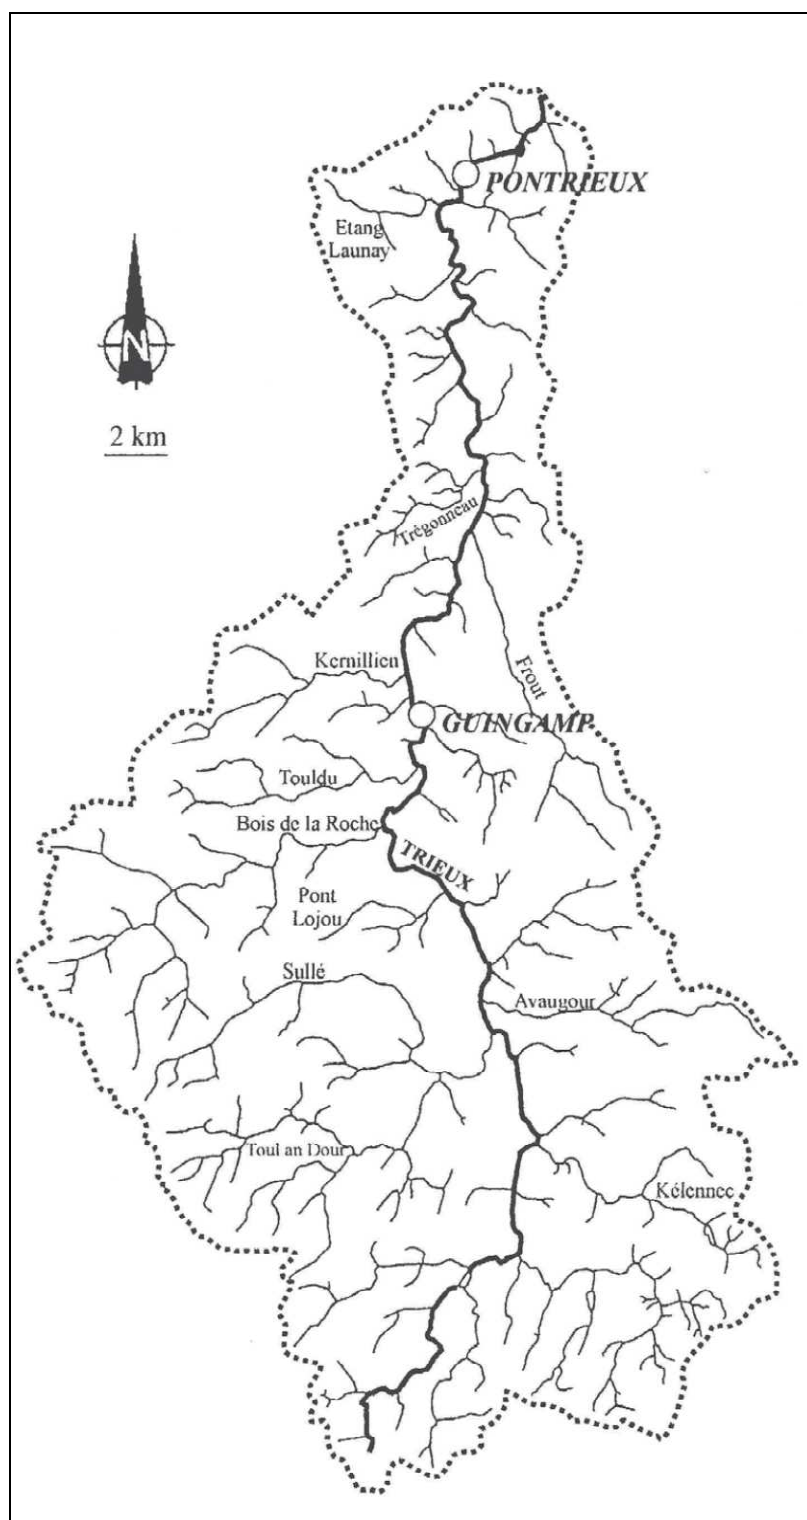 PONTRIEUX
Etang
Launay
N
2 km
Trégonneau
Kernillien
Frout
GUINGAMP
Touldu
Bois de la Roche
TRIEUX
Pont
Lojou
Sullé
Avaugour
Toul an Dour
Kélennec